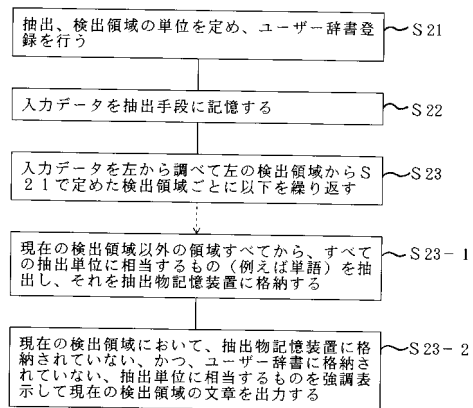 抽出、検出領域の単位を定め、ユーザー辞書登
録を行う
S21
入力データを抽出手段に記憶する
S22
入力データを左から調べて左の検出領域からS
21で定めた検出領域ごとに以下を繰り返す
S23
現在の検出領域以外の領域すべてから、すべて
の抽出単位に相当するもの（例えば単語）を抽
出し、それを抽出物記憶装置に格納する
S23-1
現在の検出領域において、抽出物記憶装置に格
納されていない、かつ、ユーザー辞書に格納さ
れていない、抽出単位に相当するものを強調表
示して現在の検出領域の文章を出力する
S23-2